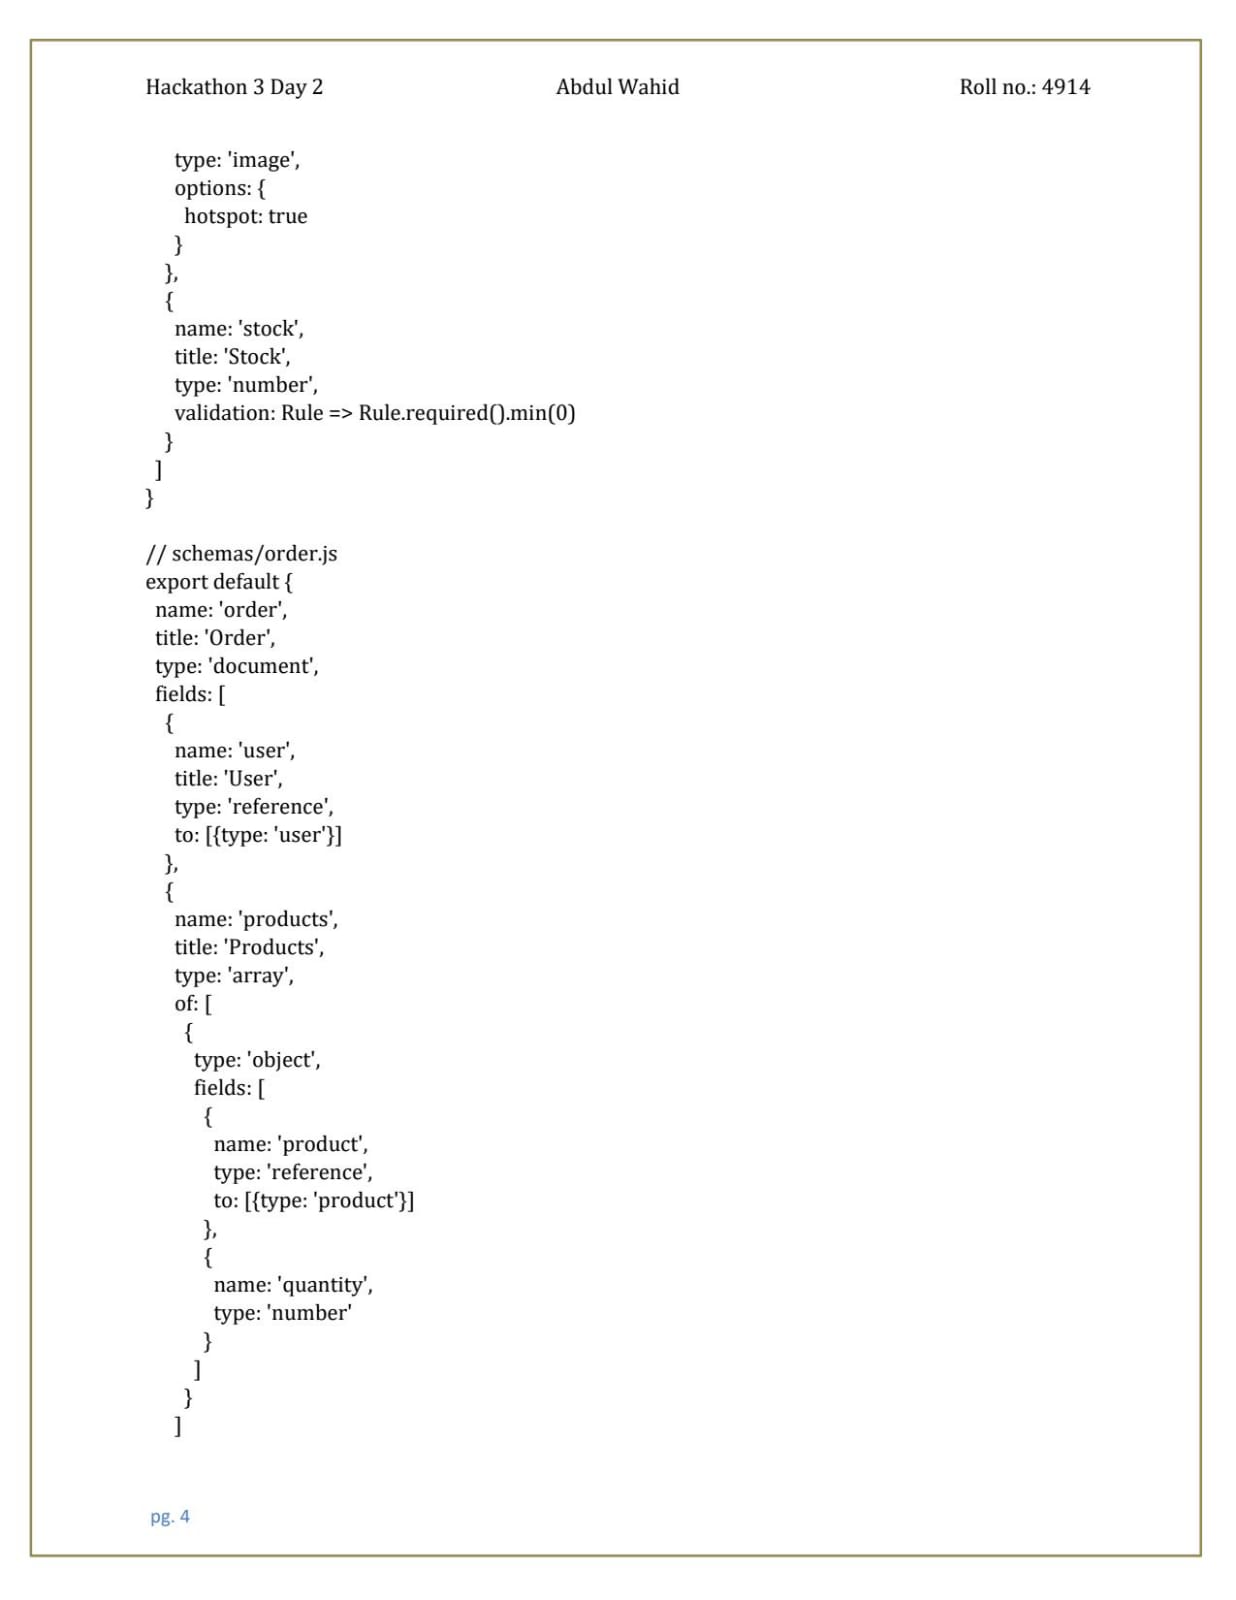 Hackathon 3 Day 2 Abdul Wahid Roll no.: 4914
type: 'image',
options: {
hotspot: true
}
},
{
name: 'stock',
title: 'Stock',
type: 'number',
validation: Rule => Rule.required().min(0)
}
]
}
// schemas/order.js
export default {
name: 'order',
title: 'Order',
type: 'document',
fields: [
{
name: 'user',
title: 'User',
type: 'reference',
to: [{type: 'user'}]
},
{
name: 'products',
title: 'Products',
type: 'array',
of: [
{
type: 'object',
fields: [
{
name: 'product',
type: 'reference',
to: [{type: 'product'}]
},
{
name: 'quantity',
type: 'number'
}
]
}
]
pg. 4